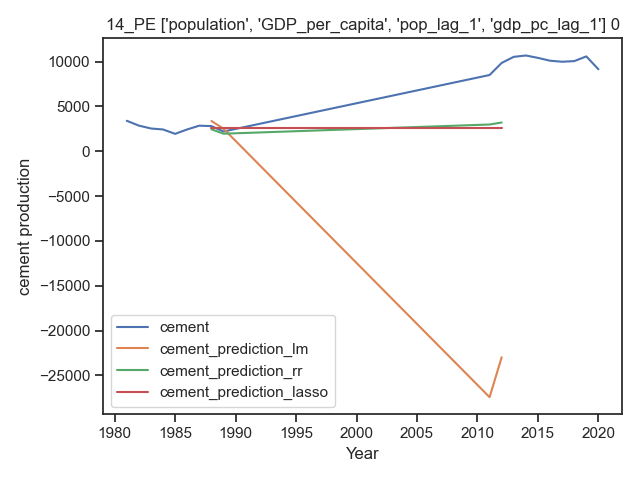 14_PE ['population', 'GDP_per_capita', 'pop_lag_1', 'gdp_pc_lag_1'] 0
10000
5000
0
−5000
−10000
−15000
−20000
−25000
cement production
cement
cement_prediction_lm
cement_prediction_rr
cement_prediction_lasso
1980 1985 1990 1995 2000 2005 2010 2015 2020
Year